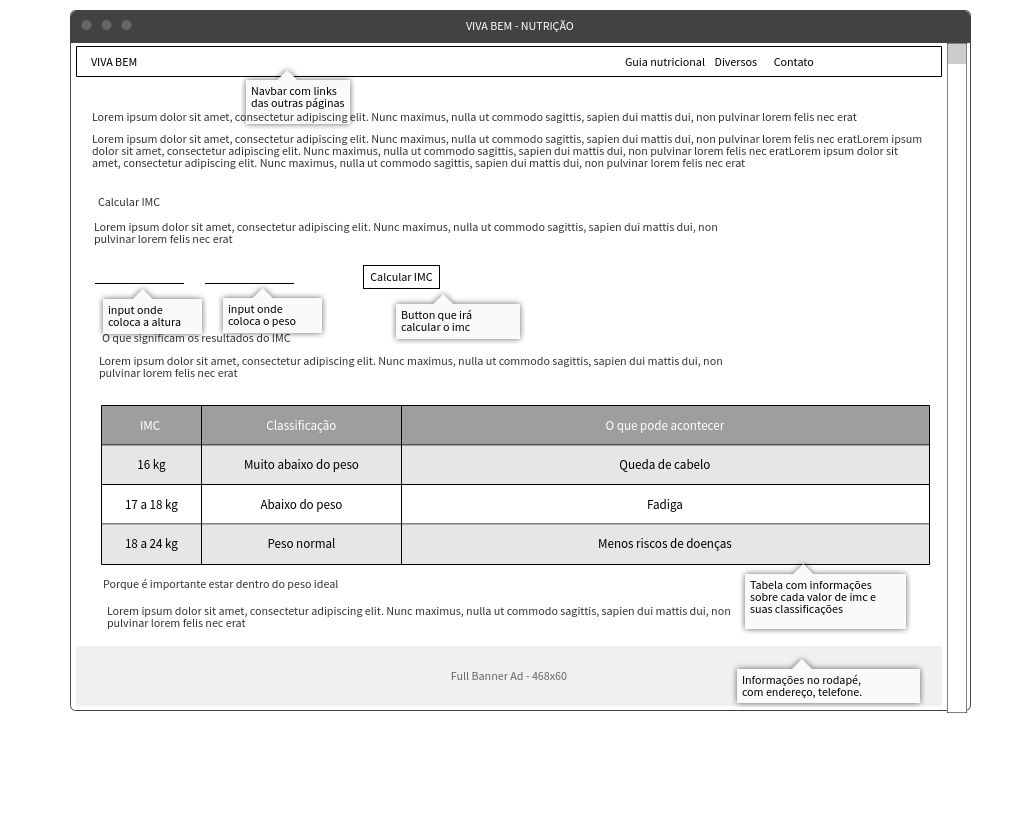 VIVA BEM - NUTRIÇÃO
VIVA BEM
Guia nutricional Diversos Contato
Navbar com links
das outras páginas
Lorem ipsum dolor sit amet, consectetur adipiscing elit. Nunc maximus, nulla ut commodo sagittis, sapien dui mattis dui, non pulvinar lorem felis nec erat
Lorem ipsum dolor sit amet, consectetur adipiscing elit. Nunc maximus, nulla ut commodo sagittis, sapien dui mattis dui, non pulvinar lorem felis nec eratLorem ipsum
dolor sit amet, consectetur adipiscing elit. Nunc maximus, nulla ut commodo sagittis, sapien dui mattis dui, non pulvinar lorem felis nec eratLorem ipsum dolor sit
amet, consectetur adipiscing elit. Nunc maximus, nulla ut commodo sagittis, sapien dui mattis dui, non pulvinar lorem felis nec erat
Calcular IMC
Lorem ipsum dolor sit amet, consectetur adipiscing elit. Nunc maximus, nulla ut commodo sagittis, sapien dui mattis dui, non
pulvinar lorem felis nec erat
Calcular IMC
input onde
coloca a altura
input onde
coloca o peso
Button que irá
calcular o imc
O que significam os resultados do IMC
Lorem ipsum dolor sit amet, consectetur adipiscing elit. Nunc maximus, nulla ut commodo sagittis, sapien dui mattis dui, non
pulvinar lorem felis nec erat
IMC Classificação O que pode acontecer
16 kg Muito abaixo do peso Queda de cabelo
17 a 18 kg Abaixo do peso Fadiga
18 a 24 kg Peso normal Menos riscos de doenças
Porque é importante estar dentro do peso ideal
Tabela com informações
sobre cada valor de imc e
suas classificações
Lorem ipsum dolor sit amet, consectetur adipiscing elit. Nunc maximus, nulla ut commodo sagittis, sapien dui mattis dui, non
pulvinar lorem felis nec erat
Full Banner Ad - 468x60
Informações no rodapé,
com endereço, telefone.